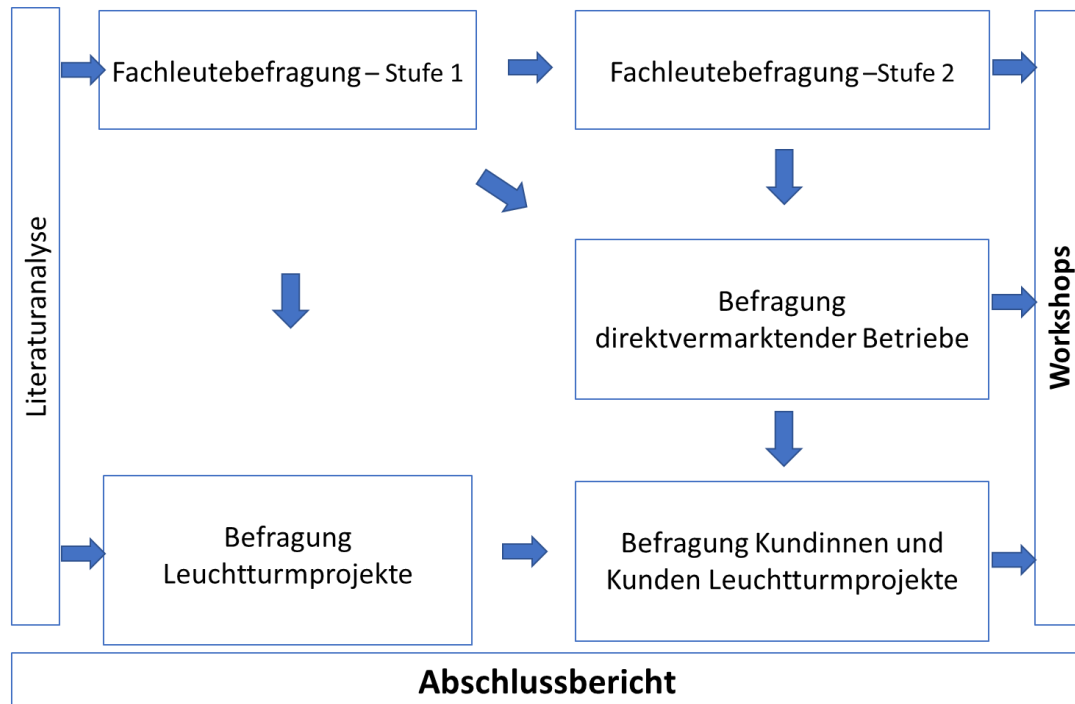 Literaturanalyse
Fachleutebefragung – Stufe 1
Fachleutebefragung –Stufe 2
Befragung
direktvermarktender Betriebe
Befragung
Leuchtturmprojekte
Befragung Kundinnen und
Kunden Leuchtturmprojekte
Workshops
Abschlussbericht